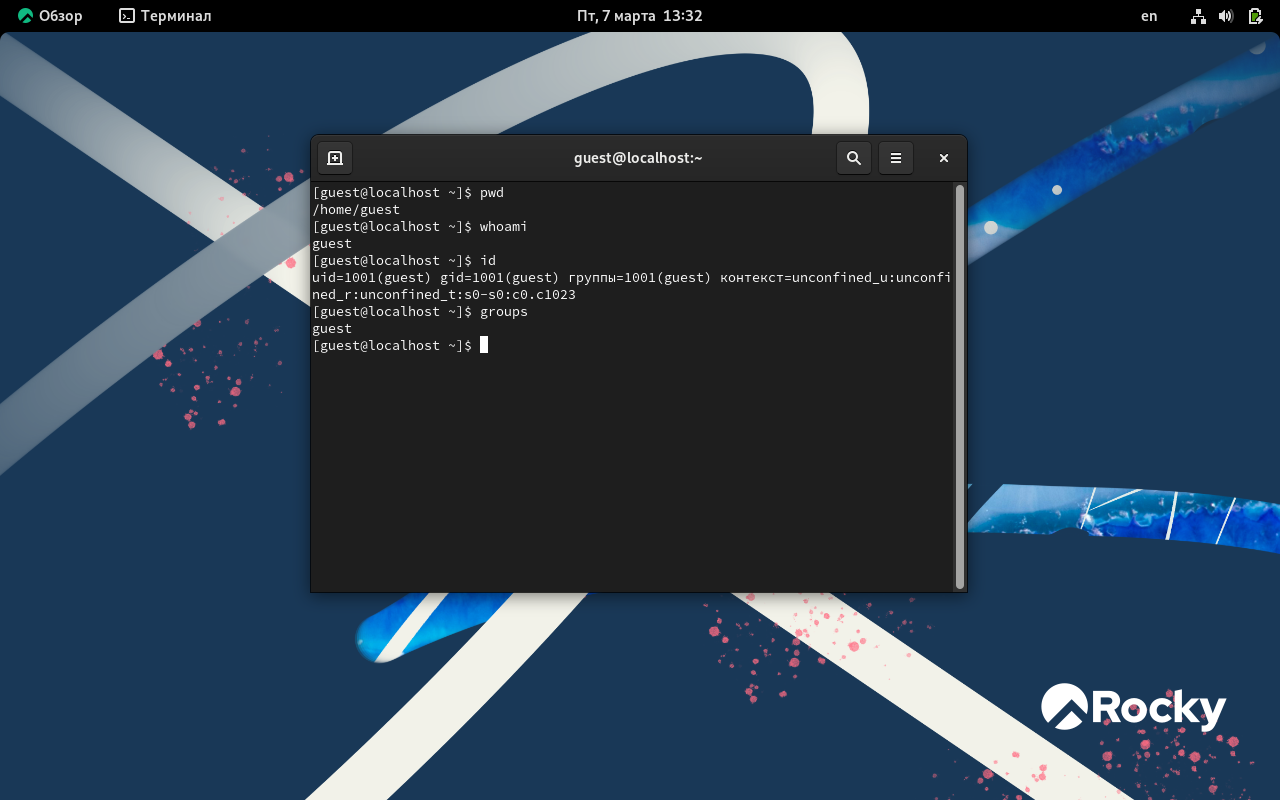 Обзор Терминал Пт, 7 марта 13:32 en
guest@localhost:~
[guest@localhost ~]$ pwd
/home/guest
[guest@localhost ~]$ whoami
guest
[guest@localhost ~]$ id
uid=1001(guest) gid=1001(guest) группы=1001(guest) контекст=unconfined_u:unconfi
ned_r:unconfined_t:s0-s0:c0.c1023
[guest@localhost ~]$ groups
guest
[guest@localhost ~]$
Rocky